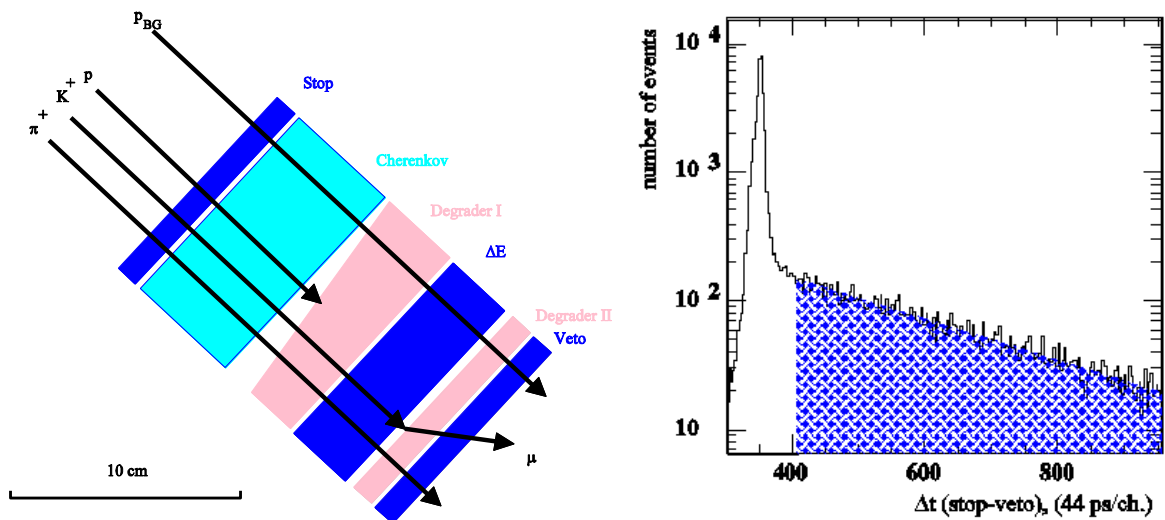 pBG
p
K+
π+
Stop
Cherenkov
Degrader I
ΔE
Degrader II
Veto
μ
10 cm
number of events
10 4
10 3
10 2
10
400
600
800
Δt (stop-veto), (44 ps/ch.)